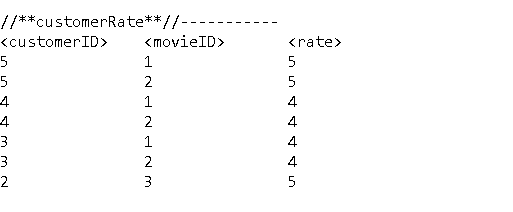 //**customerRate**//-----------
<customerID> <movieID> <rate>
5 1 5
5 2 5
4 1 4
4 2 4
3 1 4
3 2 4
2 3 5